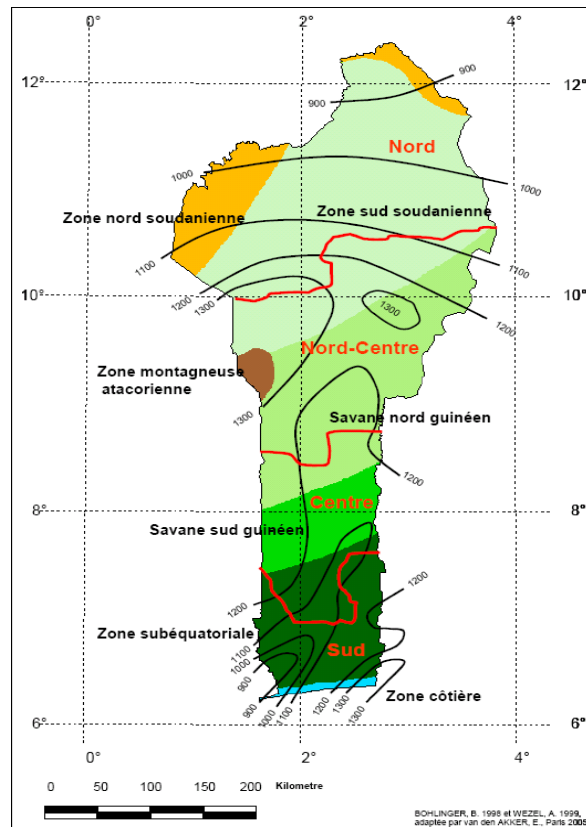 0° 2° 4°
12° 12°
900
900
Nord
1000
1000
Zone nord soudanienne
Zone sud soudanienne
1100
1100
1200
1200
1300
10° 10°
1300
Nord-Centre
Zone montagneuse
atacorienne
1300
Savane nord guinéen
1200
Centre
8° 8°
Savane sud guinéen
1200
1200
Zone subéquatoriale
1100
1000
Sud
900
Zone côtière
900
1000
1100
1200
1300
1300
6° 6°
0° 2° 4°
0 50 100 150 200 Kilometre
BOHLINGER, B. 1998 et WEZEL, A. 1999,
adaptée par van den AKKER, E., Paris